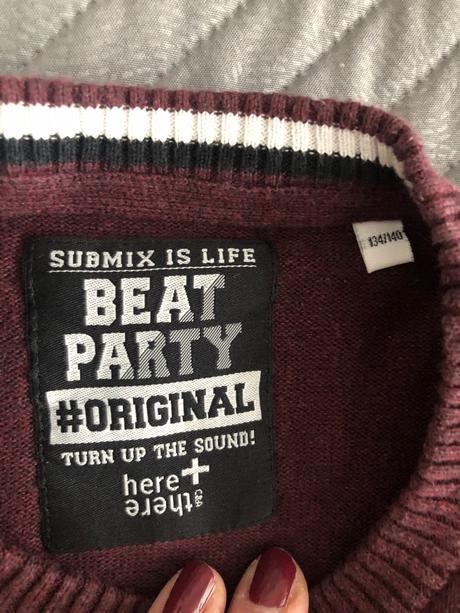 SUBMIX IS LIFE
BEAT
PARTY
#ORIGINAL
TURN UP THE SOUND!
here+
there
C&A
134/140